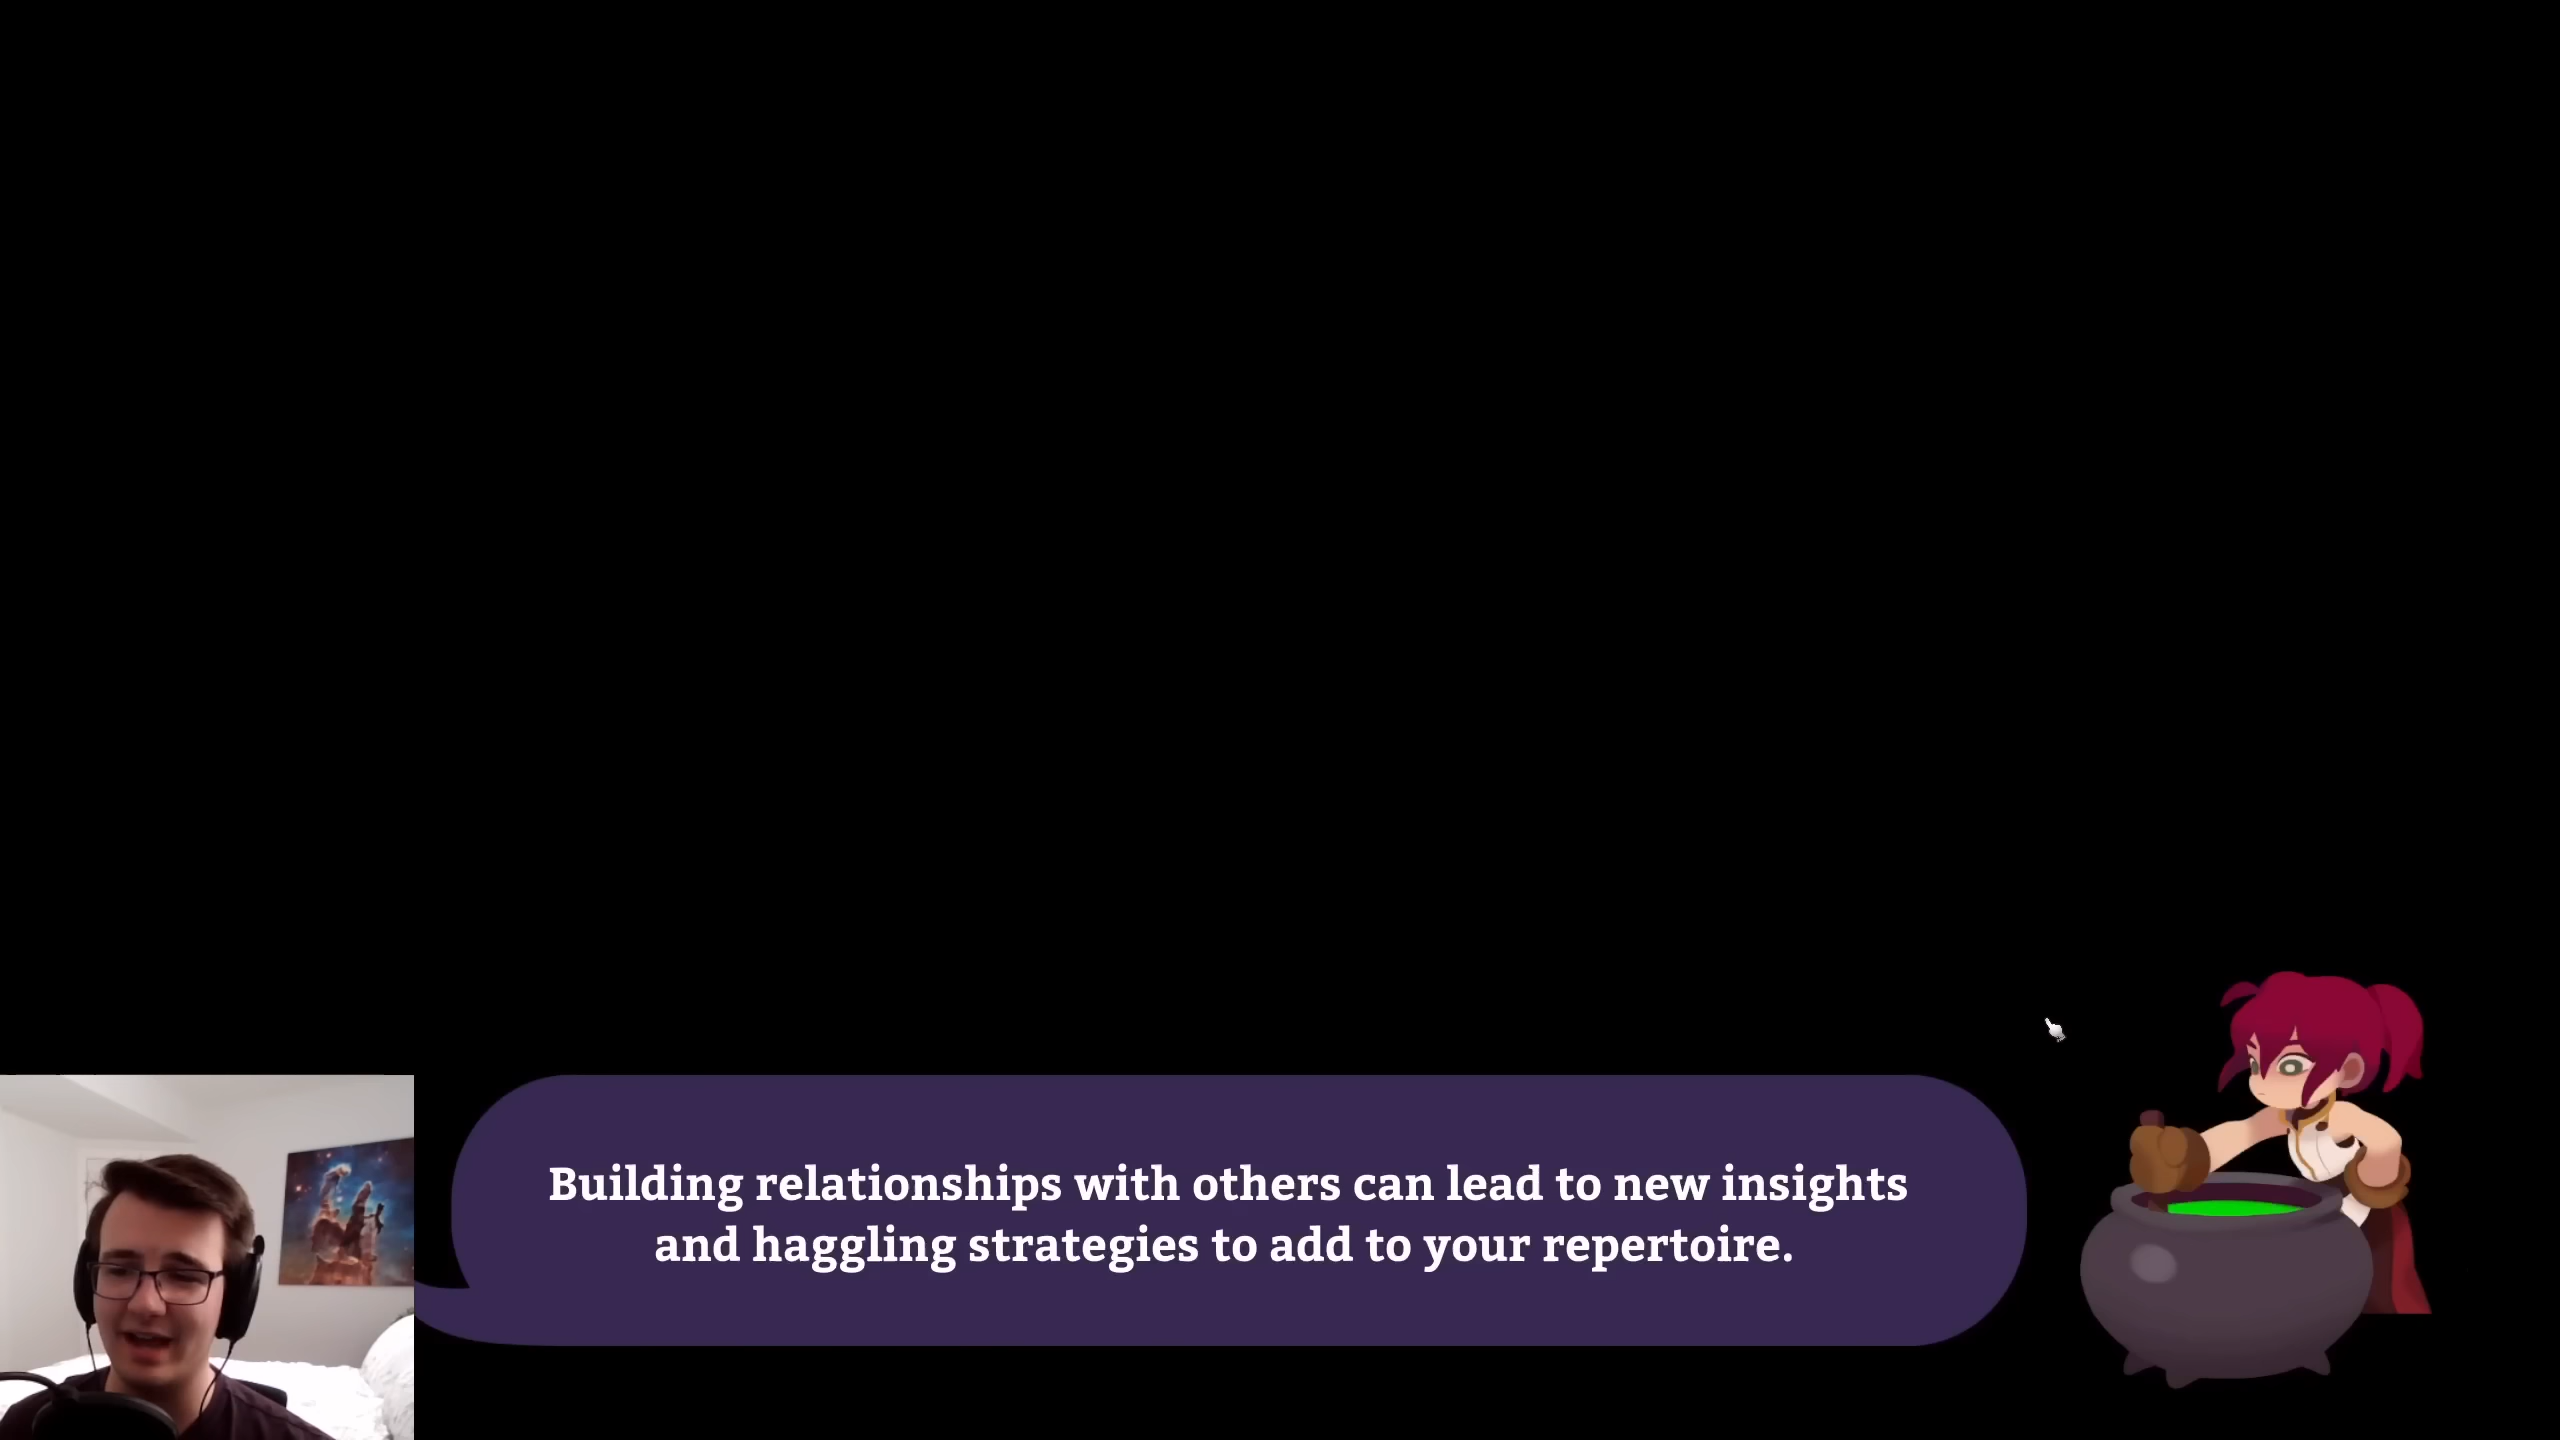 Building relationships with others can lead to new insights
and haggling strategies to add to your repertoire.